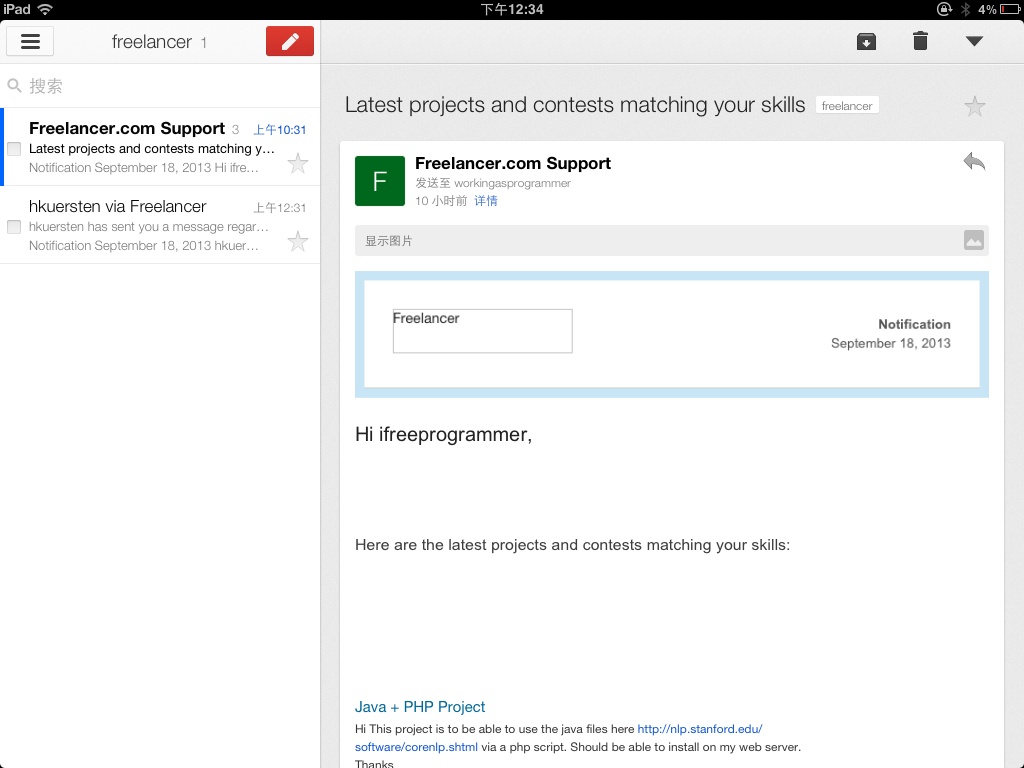 iPad
下午12:34
4%
freelancer 1
搜索
Freelancer.com Support 3 上午10:31
Latest projects and contests matching y…
Notification September 18, 2013 Hi ifre…
hkuersten via Freelancer 上午12:31
hkuersten has sent you a message regar…
Notification September 18, 2013 hkuer…
Latest projects and contests matching your skills freelancer
F
Freelancer.com Support
发送至 workingasprogrammer
10 小时前 详情
显示图片
Freelancer
Notification
September 18, 2013
Hi ifreeprogrammer,
Here are the latest projects and contests matching your skills:
Java + PHP Project
Hi This project is to be able to use the java files here http://nlp.stanford.edu/
software/corenlp.shtml via a php script. Should be able to install on my web server.
Thanks